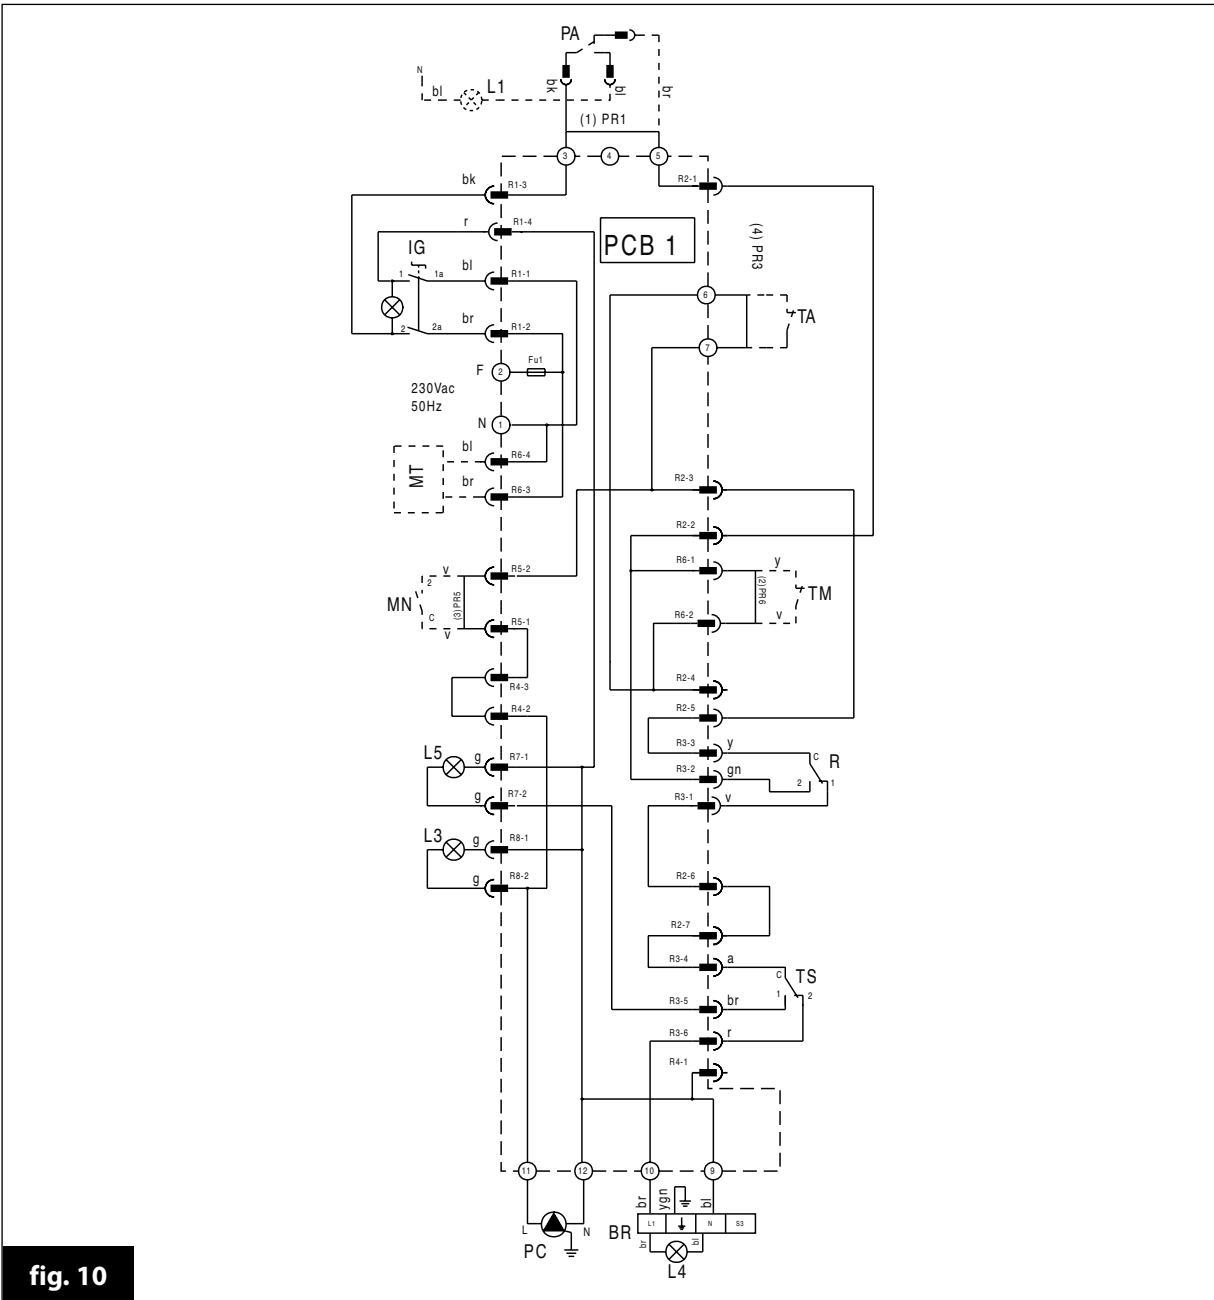 PA
N
bl
L1
bk
bl
br
(1) PR1
3
4
5
bk
R1-3
R2-1
r
R1-4
PCB 1
(4) PR3
IG
bl
1
1a
R1-1
6
TA
br
2
2a
R1-2
7
F
2
Fu1
230Vac
50Hz
N
1
bl
R6-4
MT
br
R6-3
R2-3
R2-2
R6-1
y
v
R5-2
2
MN
(3)PR5
C
v
R5-1
(2)PR6
TM
R6-2
v
R4-3
R2-4
R4-2
R2-5
L5
g
R7-1
R3-3
y
C
R
R3-2
gn
2
1
g
R7-2
R3-1
v
L3
g
R8-1
g
R8-2
R2-6
R2-7
R3-4
a
C
TS
1
2
R3-5
br
R3-6
r
R4-1
11
12
10
9
br
ygn
bl
L
N
PC
BR
L1
N
S3
br
bl
L4
fig. 10